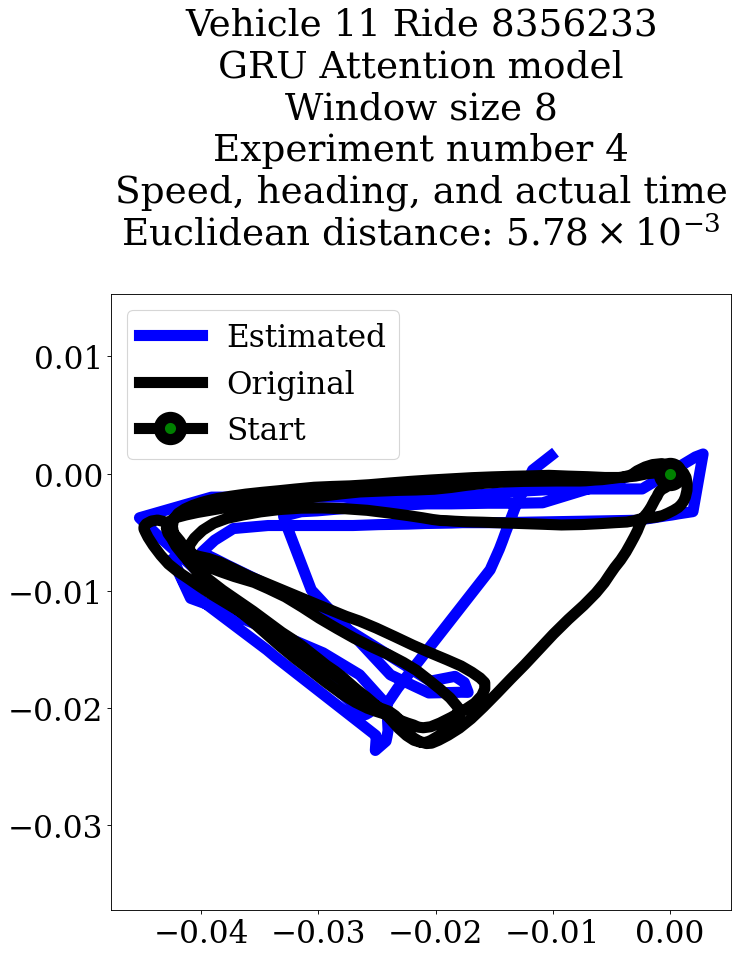 Vehicle 11 Ride 8356233
GRU Attention model
Window size 8
Experiment number 4
Speed, heading, and actual time
Euclidean distance: 5.78 × 10⁻³
Estimated
Original
Start
0.01
0.00
−0.01
−0.02
−0.03
−0.04 −0.03 −0.02 −0.01 0.00